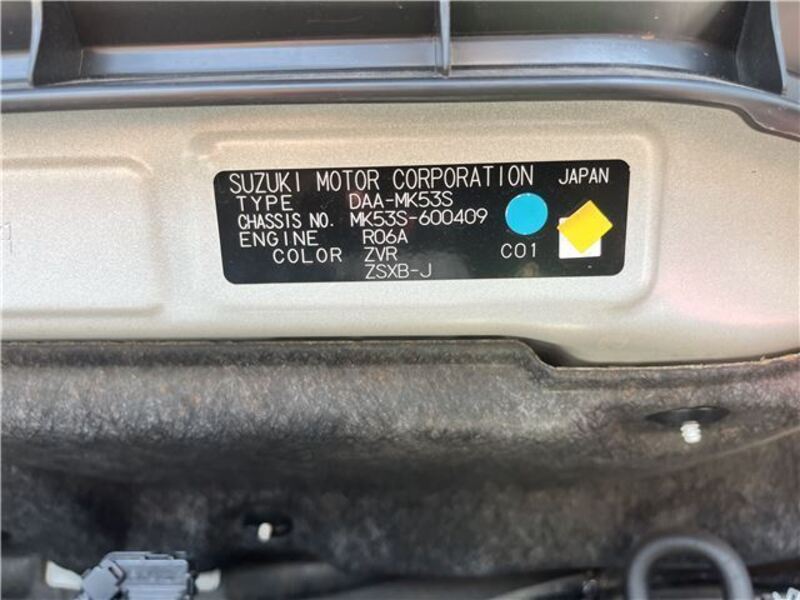 SUZUKI MOTOR CORPORATION JAPAN
TYPE DAA-MK53S
CHASSIS NO. MK53S-600409
ENGINE R06A
COLOR ZVR C01
ZSXB-J